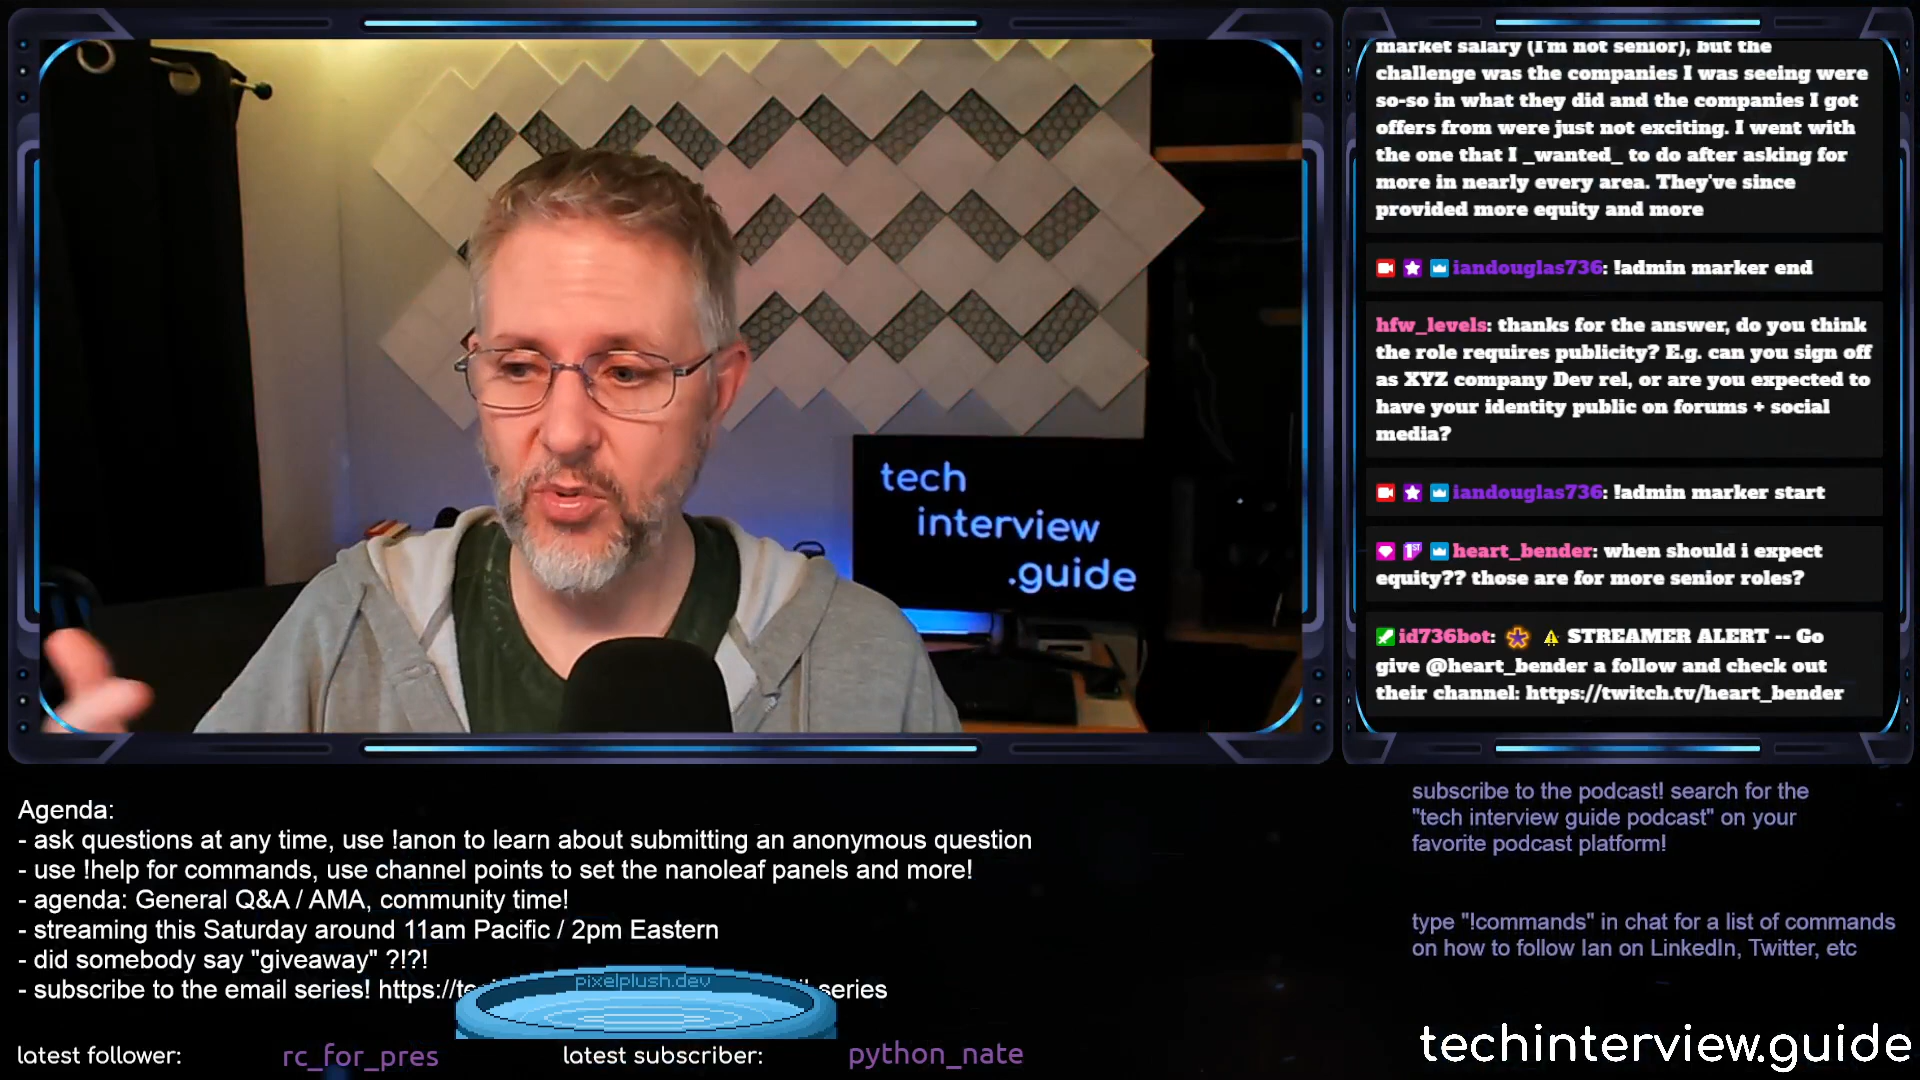 market salary (I'm not senior), but the
challenge was the companies I was seeing were
so-so in what they did and the companies I got
offers from were just not exciting. I went with
the one that I _wanted_ to do after asking for
more in nearly every area. They've since
provided more equity and more
iandouglas736: !admin marker end
hfw_levels: thanks for the answer, do you think
the role requires publicity? E.g. can you sign off
as XYZ company Dev rel, or are you expected to
have your identity public on forums + social
media?
iandouglas736: !admin marker start
1ST heart_bender: when should i expect
equity?? those are for more senior roles?
id736bot: STREAMER ALERT -- Go
give @heart_bender a follow and check out
their channel: https://twitch.tv/heart_bender
tech
interview
.guide
Agenda:
- ask questions at any time, use !anon to learn about submitting an anonymous question
- use !help for commands, use channel points to set the nanoleaf panels and more!
- agenda: General Q&A / AMA, community time!
- streaming this Saturday around 11am Pacific / 2pm Eastern
- did somebody say "giveaway" ?!?!
- subscribe to the email series! https://te
series
pixelplush.dev
latest follower: rc_for_pres
latest subscriber: python_nate
subscribe to the podcast! search for the
"tech interview guide podcast" on your
favorite podcast platform!
type "!commands" in chat for a list of commands
on how to follow Ian on LinkedIn, Twitter, etc
techinterview.guide